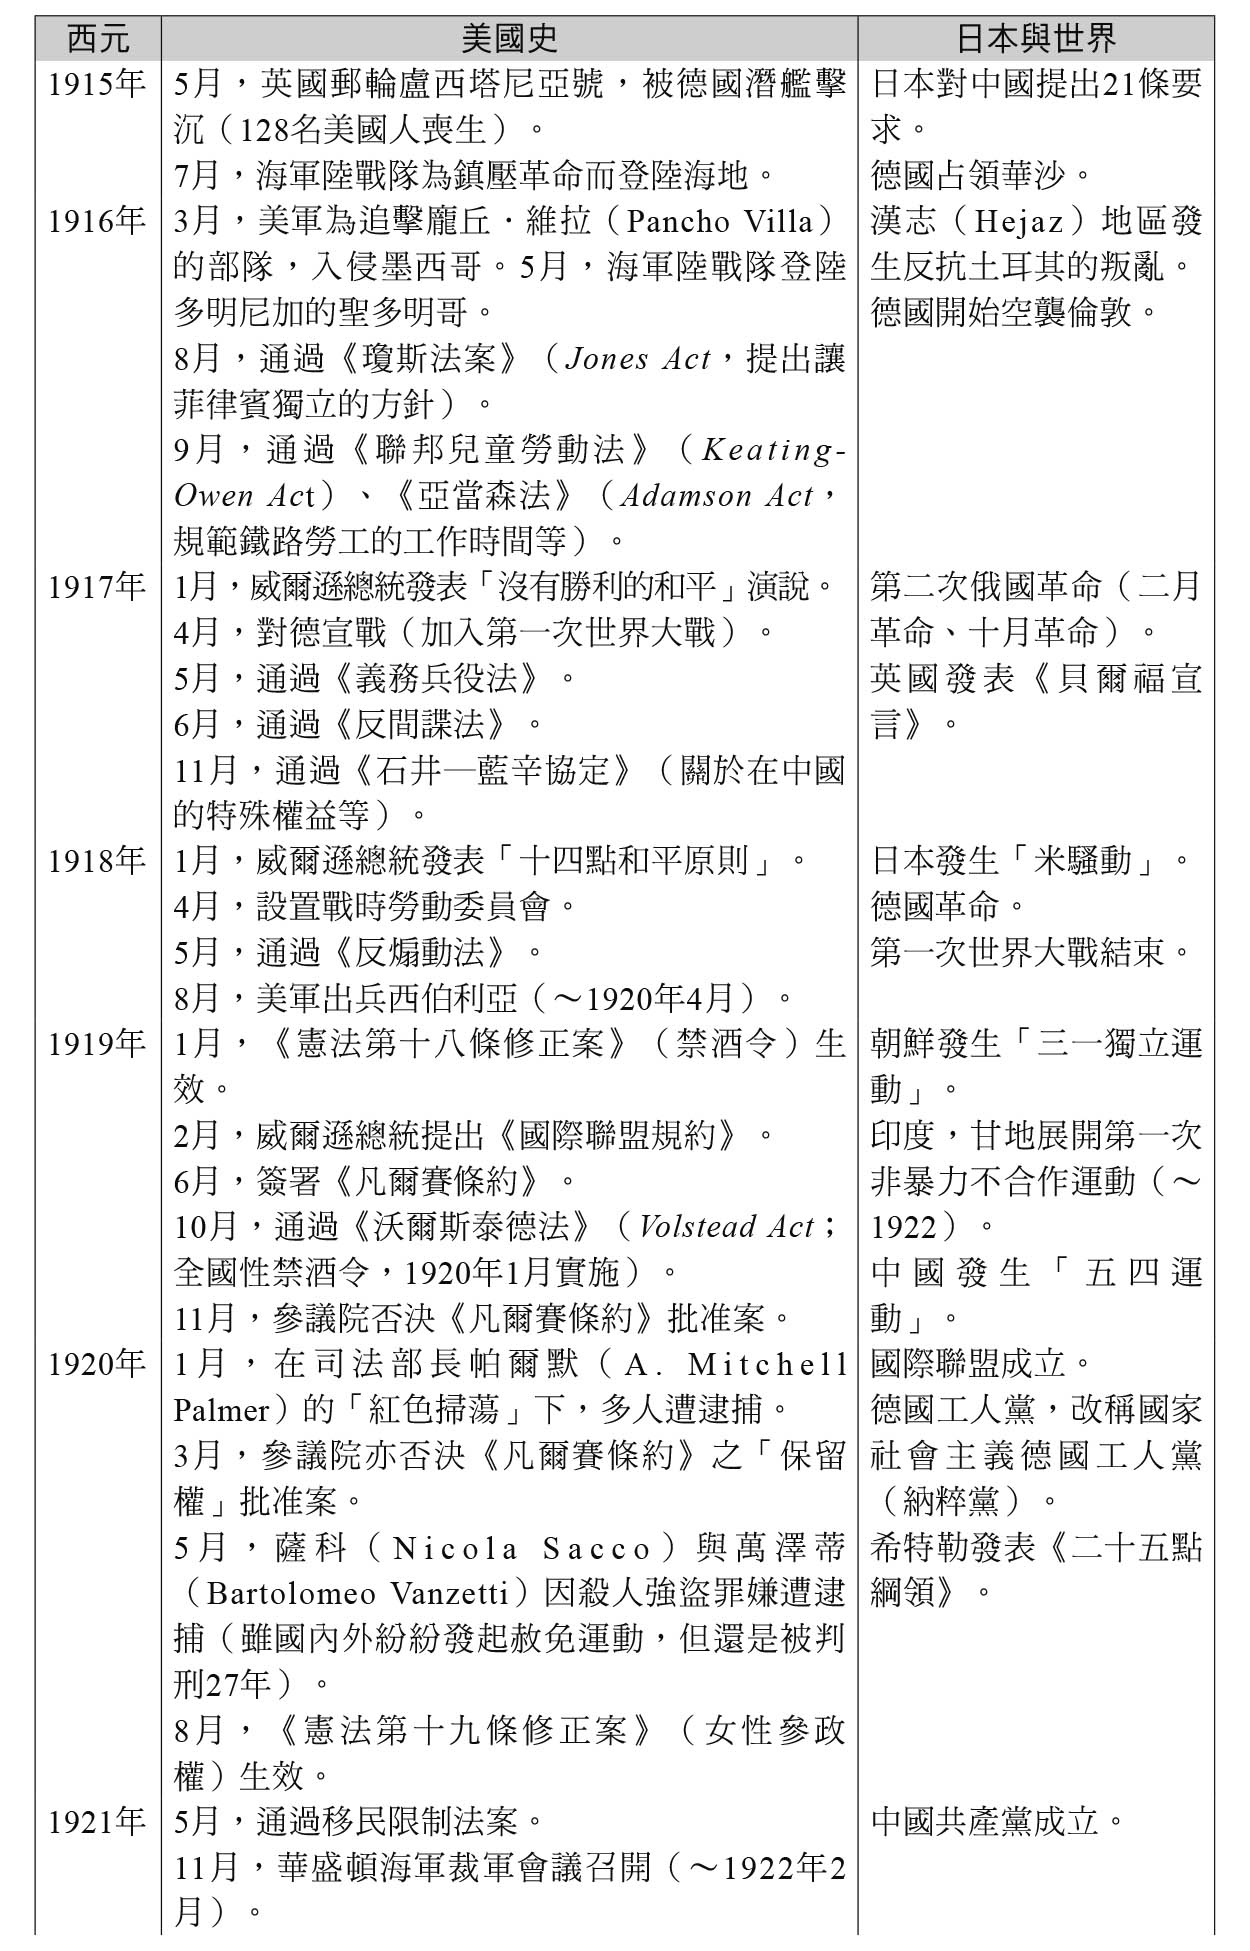 西元 美國史 日本與世界
1915年 5月，英國郵輪盧西塔尼亞號，被德國潛艦擊 日本對中國提出21條要
沉（128名美國人喪生）。 求。
7月，海軍陸戰隊為鎮壓革命而登陸海地。 德國占領華沙。
1916年 3月，美軍為追擊龐丘．維拉（Pancho Villa） 漢志（Hejaz）地區發
的部隊，入侵墨西哥。5月，海軍陸戰隊登陸 生反抗土耳其的叛亂。
多明尼加的聖多明哥。 德國開始空襲倫敦。
8月，通過《瓊斯法案》（Jones Act，提出讓
菲律賓獨立的方針）。
9月，通過《聯邦兒童勞動法》（Keating-
Owen Act）、《亞當森法》（Adamson Act，
規範鐵路勞工的工作時間等）。
1917年 1月，威爾遜總統發表「沒有勝利的和平」演說。 第二次俄國革命（二月
4月，對德宣戰（加入第一次世界大戰）。 革命、十月革命）。
5月，通過《義務兵役法》。 英國發表《貝爾福宣
6月，通過《反間諜法》。 言》。
11月，通過《石井—藍辛協定》（關於在中國
的特殊權益等）。
1918年 1月，威爾遜總統發表「十四點和平原則」。 日本發生「米騷動」。
4月，設置戰時勞動委員會。 德國革命。
5月，通過《反煽動法》。 第一次世界大戰結束。
8月，美軍出兵西伯利亞（～1920年4月）。
1919年 1月，《憲法第十八條修正案》（禁酒令）生 朝鮮發生「三一獨立運
效。 動」。
2月，威爾遜總統提出《國際聯盟規約》。 印度，甘地展開第一次
6月，簽署《凡爾賽條約》。 非暴力不合作運動（～
10月，通過《沃爾斯泰德法》（Volstead Act； 1922）。
全國性禁酒令，1920年1月實施）。 中國發生「五四運
11月，參議院否決《凡爾賽條約》批准案。 動」。
1920年 1月，在司法部長帕爾默（A. Mitchell 國際聯盟成立。
Palmer）的「紅色掃蕩」下，多人遭逮捕。 德國工人黨，改稱國家
3月，參議院亦否決《凡爾賽條約》之「保留 社會主義德國工人黨
權」批准案。 （納粹黨）。
5月，薩科（Nicola Sacco）與萬澤蒂 希特勒發表《二十五點
（Bartolomeo Vanzetti）因殺人強盜罪嫌遭逮 綱領》。
捕（雖國內外紛紛發起赦免運動，但還是被判
刑27年）。
8月，《憲法第十九條修正案》（女性參政
權）生效。
1921年 5月，通過移民限制法案。 中國共產黨成立。
11月，華盛頓海軍裁軍會議召開（～1922年2
月）。